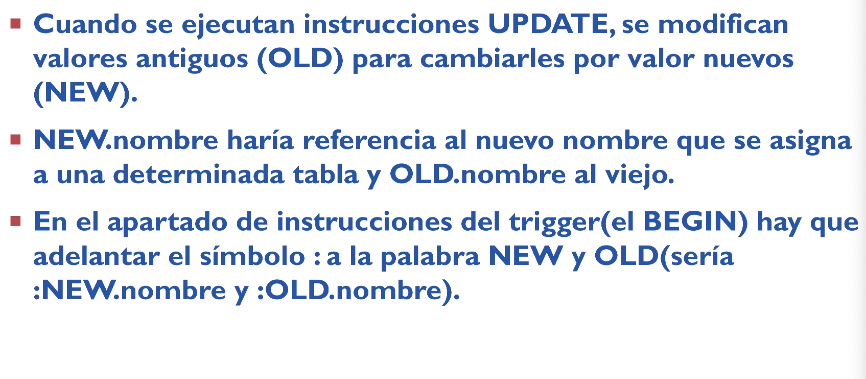 Cuando se ejecutan instrucciones UPDATE, se modifican
valores antiguos (OLD) para cambiarles por valor nuevos
(NEW).
NEW.nombre haría referencia al nuevo nombre que se asigna
a una determinada tabla y OLD.nombre al viejo.
En el apartado de instrucciones del trigger(el BEGIN) hay que
adelantar el símbolo : a la palabra NEW y OLD(sería
:NEW.nombre y :OLD.nombre).